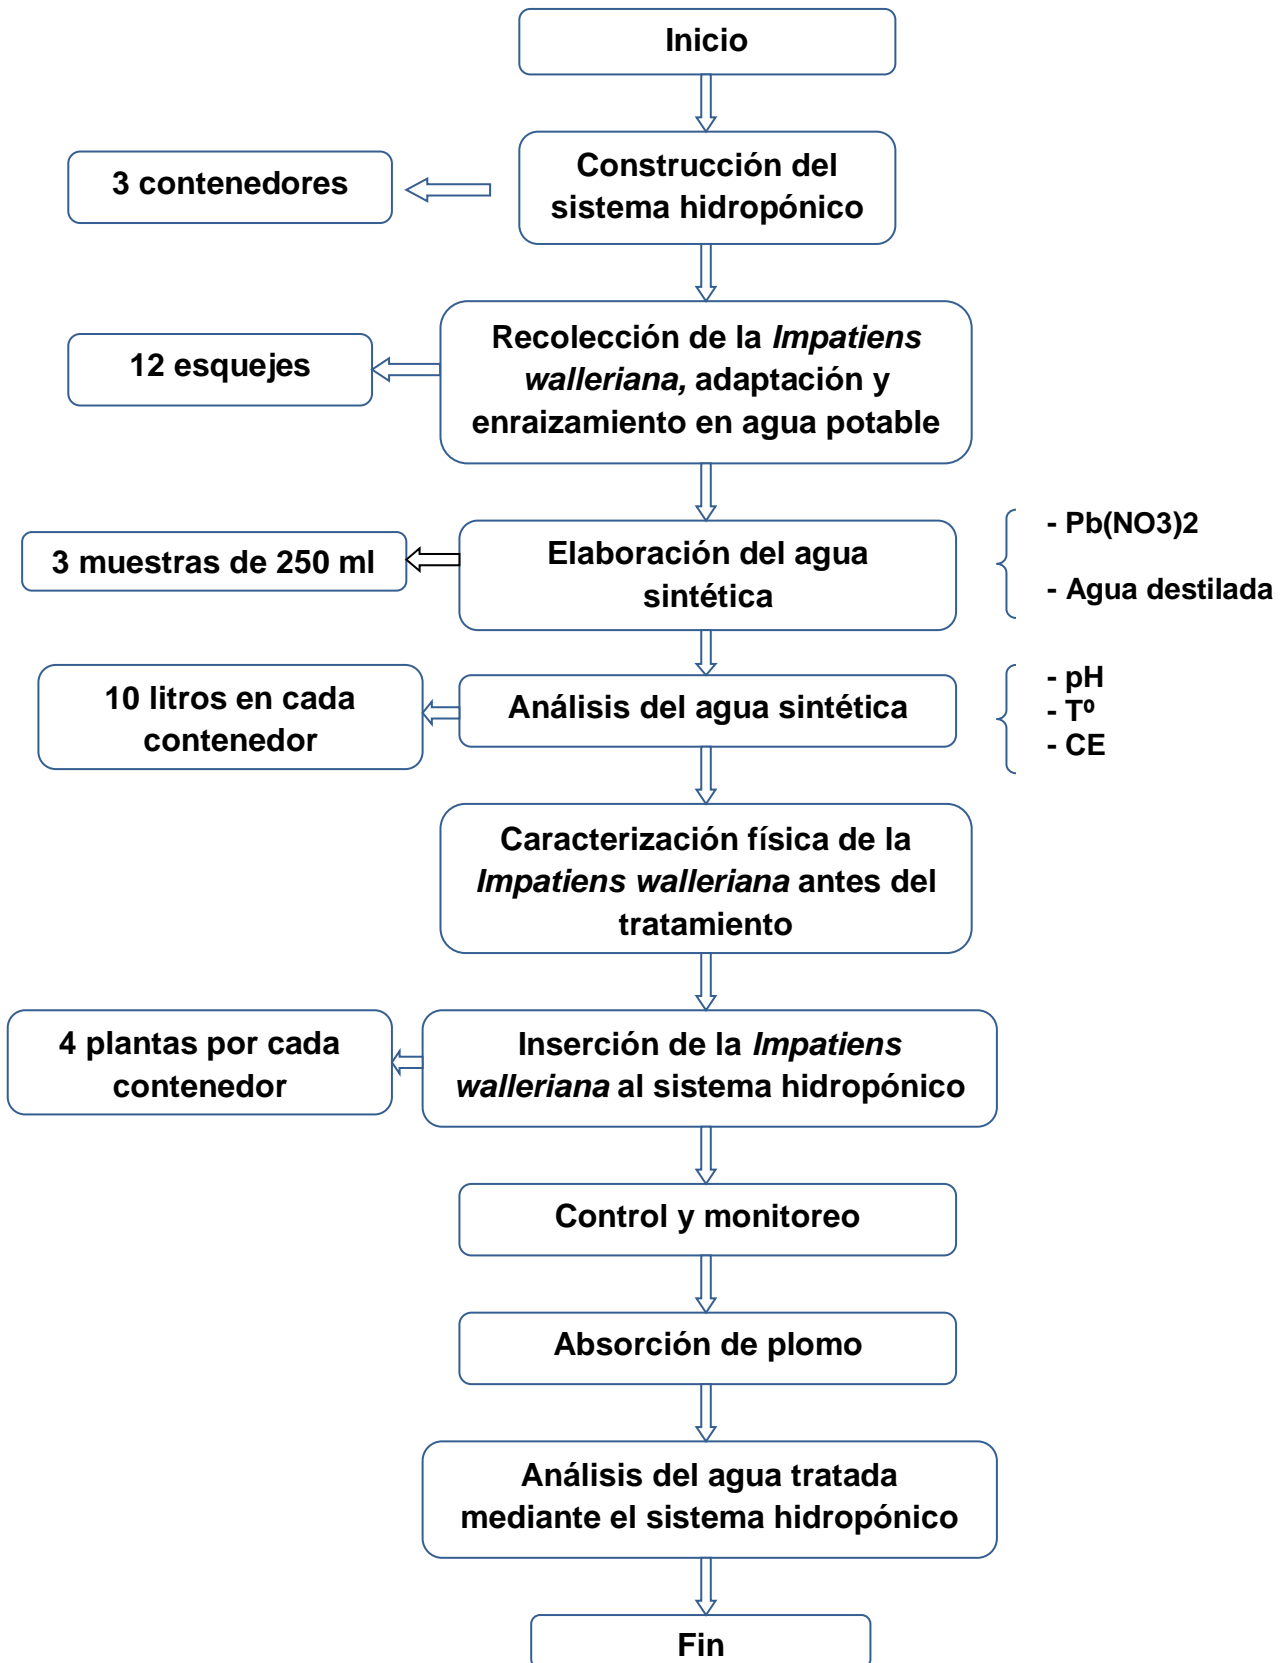 Inicio
3 contenedores
Construcción del
sistema hidropónico
12 esquejes
Recolección de la Impatiens
walleriana, adaptación y
enraizamiento en agua potable
3 muestras de 250 ml
Elaboración del agua
sintética
- Pb(NO3)2
- Agua destilada
10 litros en cada
contenedor
Análisis del agua sintética
- pH
- Tº
- CE
Caracterización física de la
Impatiens walleriana antes del
tratamiento
4 plantas por cada
contenedor
Inserción de la Impatiens
walleriana al sistema hidropónico
Control y monitoreo
Absorción de plomo
Análisis del agua tratada
mediante el sistema hidropónico
Fin